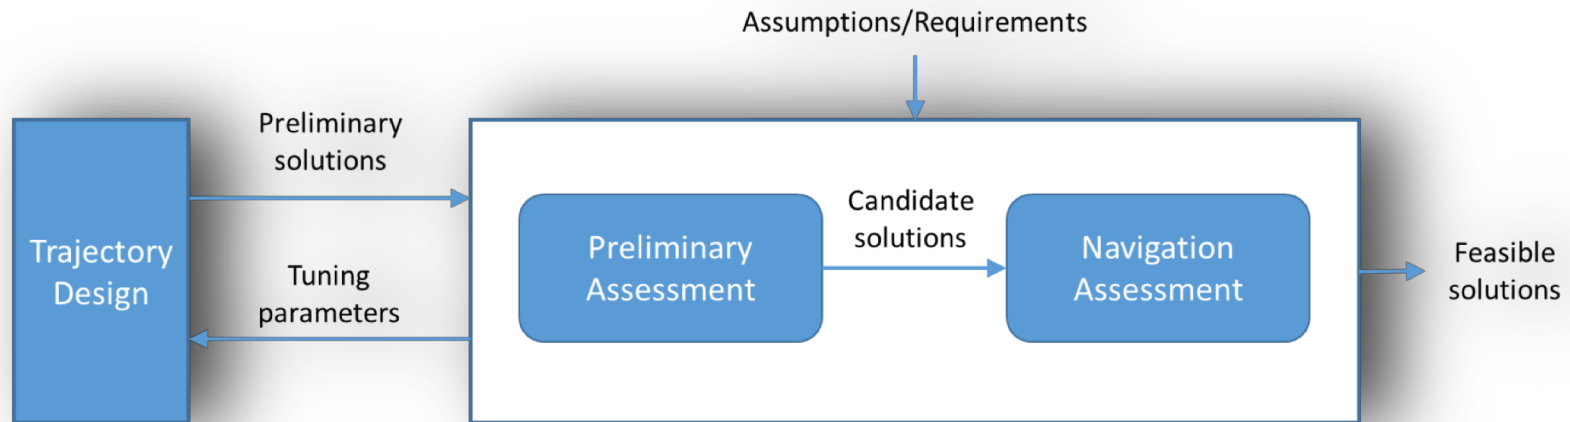 Assumptions/Requirements
Preliminary
solutions
Trajectory
Design
Tuning
parameters
Preliminary
Assessment
Candidate
solutions
Navigation
Assessment
Feasible
solutions